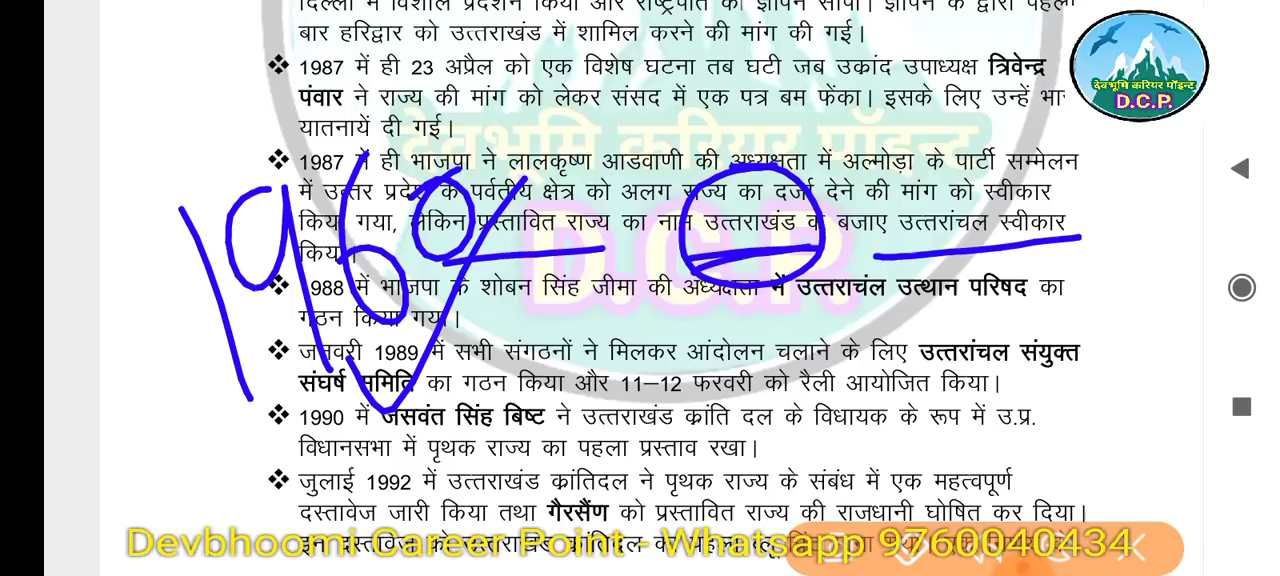 दिल्ली में विशाल प्रदर्शन किया और राष्ट्रपति को ज्ञापन सौंपा। ज्ञापन के द्वारा पहली
बार हरिद्वार को उत्तराखंड में शामिल करने की मांग की गई।
❖ 1987 में ही 23 अप्रैल को एक विशेष घटना तब घटी जब उक्रांद उपाध्यक्ष त्रिवेन्द्र
पंवार ने राज्य की मांग को लेकर संसद में एक पत्र बम फेंका। इसके लिए उन्हें
यातनायें दी गई।
❖ 1987 में ही भाजपा ने लालकृष्ण आडवाणी की अध्यक्षता में अल्मोड़ा के पार्टी सम्मेलन
में उत्तर प्रदेश के पर्वतीय क्षेत्र को अलग राज्य का दर्जा देने की मांग को स्वीकार
किया गया, लेकिन प्रस्तावित राज्य का नाम उत्तराखंड के बजाए उत्तरांचल स्वीकार
किया।
❖ 1988 में भाजपा के शोबन सिंह जीमा की अध्यक्षता में उत्तराचंल उत्थान परिषद का
गठन किया गया।
❖ जनवरी 1989 में सभी संगठनों ने मिलकर आंदोलन चलाने के लिए उत्तरांचल संयुक्त
संघर्ष समिति का गठन किया और 11–12 फरवरी को रैली आयोजित किया।
❖ 1990 में जसवंत सिंह बिष्ट ने उत्तराखंड क्रांति दल के विधायक के रूप में उ.प्र.
विधानसभा में पृथक राज्य का पहला प्रस्ताव रखा।
❖ जुलाई 1992 में उत्तराखंड क्रांतिदल ने पृथक राज्य के संबंध में एक महत्वपूर्ण
दस्तावेज जारी किया तथा गैरसैंण को प्रस्तावित राज्य की राजधानी घोषित कर दिया।
देवभूमि करियर पॉइन्ट
D.C.P.
देवभूमि करियर पॉइन्ट
D.C.P.
196
Devbhoomi Career Point - Whatsapp 9760040434